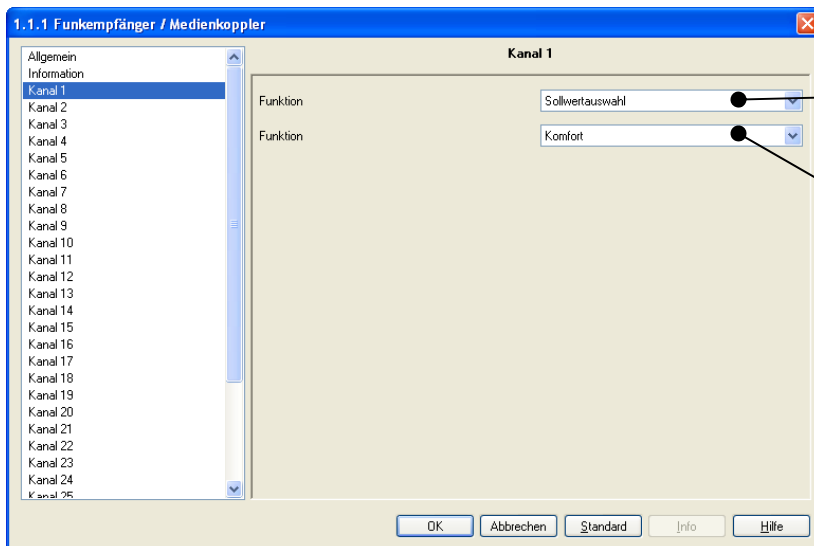 1.1.1 Funkempfänger / Medienkoppler
Allgemein
Information
Kanal 1
Kanal 2
Kanal 3
Kanal 4
Kanal 5
Kanal 6
Kanal 7
Kanal 8
Kanal 9
Kanal 10
Kanal 11
Kanal 12
Kanal 13
Kanal 14
Kanal 15
Kanal 16
Kanal 17
Kanal 18
Kanal 19
Kanal 20
Kanal 21
Kanal 22
Kanal 23
Kanal 24
Kanal 25
Kanal 1
Funktion Sollwertauswahl
Funktion Komfort
OK Abbrechen Standard Info Hilfe